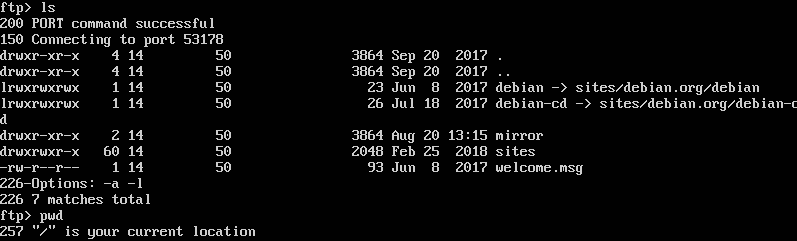 ftp> ls
200 PORT command successful
150 Connecting to port 53178
drwxr-xr-x    4 14         50               3864 Sep 20  2017 .
drwxr-xr-x    4 14         50               3864 Sep 20  2017 ..
lrwxrwxrwx    1 14         50                 23 Jun  8  2017 debian -> sites/debian.org/debian
lrwxrwxrwx    1 14         50                 26 Jul 18  2017 debian-cd -> sites/debian.org/debian-c
d
drwxr-xr-x    2 14         50               3864 Aug 20 13:15 mirror
drwxrwxr-x   60 14         50               2048 Feb 25  2018 sites
-rw-r--r--    1 14         50                 93 Jun  8  2017 welcome.msg
226-Options: -a -l
226 7 matches total
ftp> pwd
257 "/" is your current location